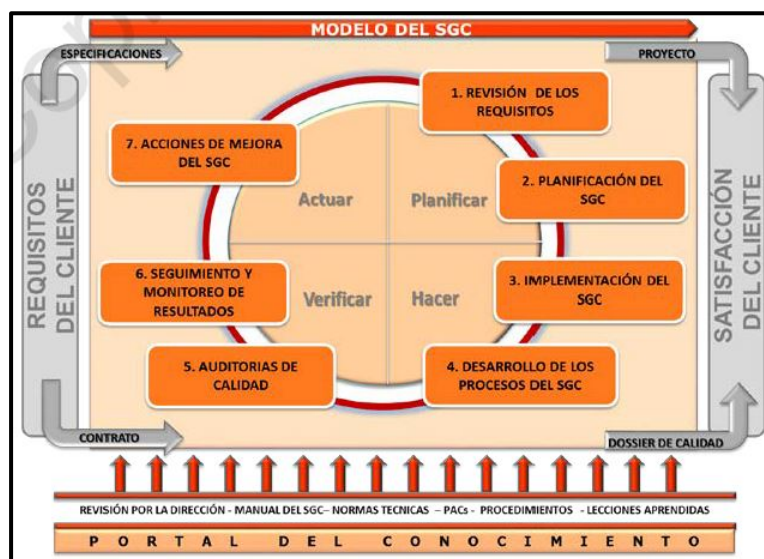 MODELO DEL SGC
ESPECIFICACIONES
PROYECTO
REQUISITOS
DEL CLIENTE
1. REVISIÓN DE LOS
REQUISITOS
7. ACCIONES DE MEJORA
DEL SGC
Actuar
Planificar
2. PLANIFICACIÓN DEL
SGC
SATISFACCIÓN
DEL CLIENTE
6. SEGUIMIENTO Y
MONITOREO DE
RESULTADOS
Verificar
Hacer
3. IMPLEMENTACIÓN DEL
SGC
5. AUDITORIAS DE
CALIDAD
4. DESARROLLO DE LOS
PROCESOS DEL SGC
CONTRATO
DOSSIER DE CALIDAD
REVISIÓN POR LA DIRECCIÓN - MANUAL DEL SGC– NORMAS TECNICAS – PACs - PROCEDIMIENTOS - LECCIONES APRENDIDAS
PORTAL DEL CONOCIMIENTO